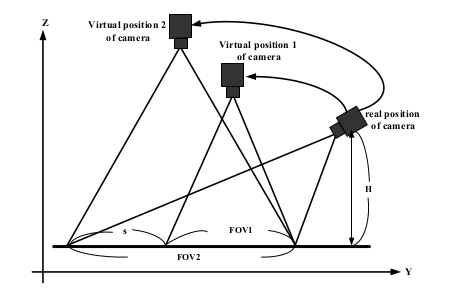 Z
Virtual position 2
of camera
Virtual position 1
of camera
real position
of camera
H
s
FOV1
FOV2
Y